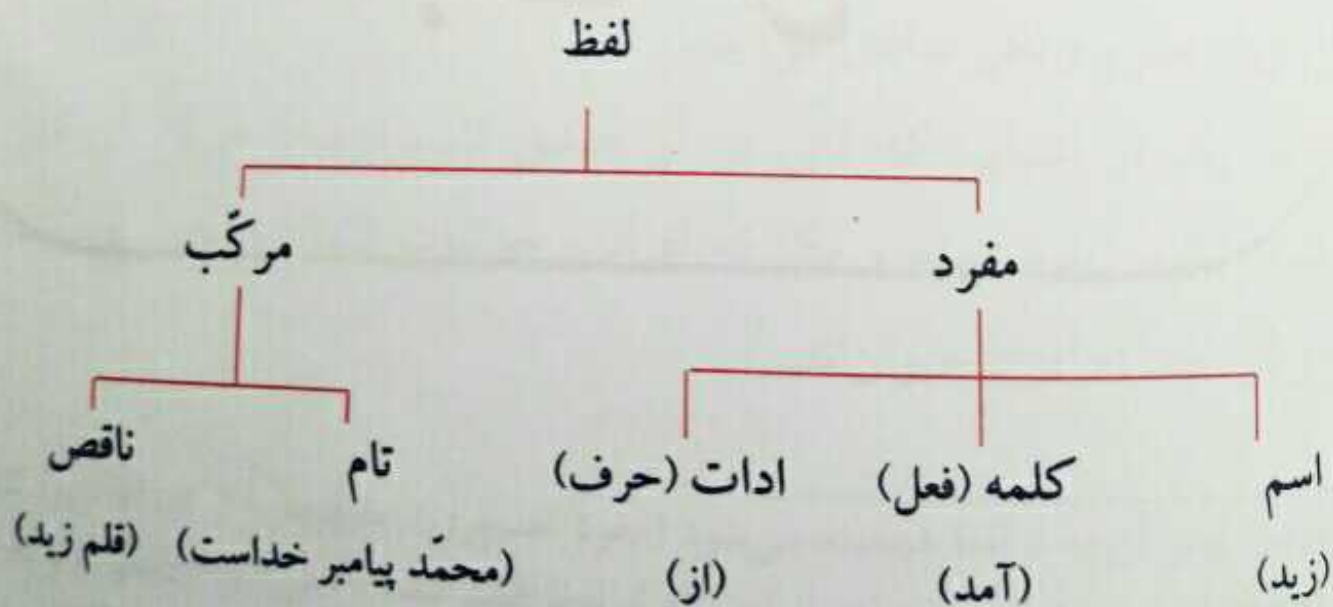 لفظ
مفرد مرکّب
اسم کلمه (فعل) ادات (حرف) تام ناقص
(زید) (آمد) (از) (محمّد پیامبر خداست) (قلم زید)